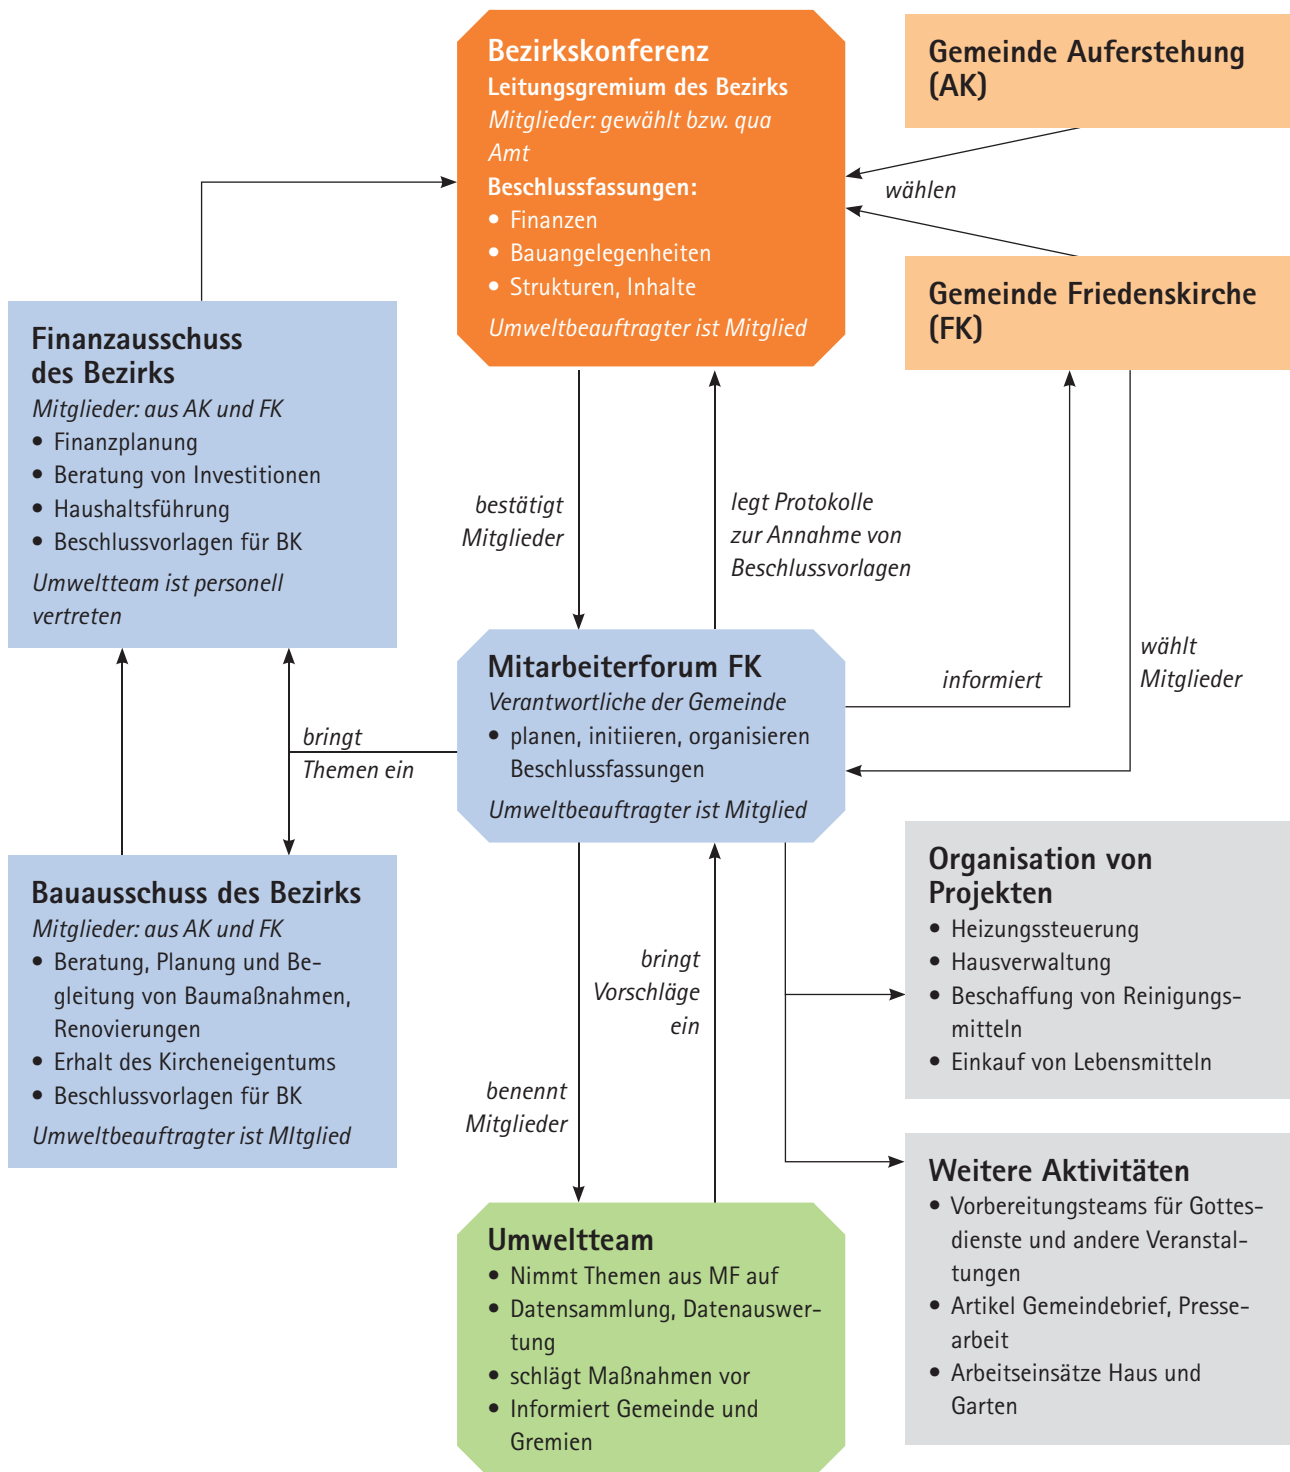 Bezirkskonferenz
Leitungsgremium des Bezirks
Mitglieder: gewählt bzw. qua
Amt
Beschlussfassungen:
• Finanzen
• Bauangelegenheiten
• Strukturen, Inhalte
Umweltbeauftragter ist Mitglied
Gemeinde Auferstehung
(AK)
wählen
Gemeinde Friedenskirche
(FK)
Finanzausschuss
des Bezirks
Mitglieder: aus AK und FK
• Finanzplanung
• Beratung von Investitionen
• Haushaltsführung
• Beschlussvorlagen für BK
Umweltteam ist personell
vertreten
bestätigt
Mitglieder
legt Protokolle
zur Annahme von
Beschlussvorlagen
Mitarbeiterforum FK
Verantwortliche der Gemeinde
• planen, initiieren, organisieren
Beschlussfassungen
Umweltbeauftragter ist Mitglied
informiert
wählt
Mitglieder
bringt
Themen ein
Bauausschuss des Bezirks
Mitglieder: aus AK und FK
• Beratung, Planung und Be-
gleitung von Baumaßnahmen,
Renovierungen
• Erhalt des Kircheneigentums
• Beschlussvorlagen für BK
Umweltbeauftragter ist MItglied
benennt
Mitglieder
bringt
Vorschläge
ein
Organisation von
Projekten
• Heizungssteuerung
• Hausverwaltung
• Beschaffung von Reinigungs-
mitteln
• Einkauf von Lebensmitteln
Weitere Aktivitäten
• Vorbereitungsteams für Gottes-
dienste und andere Veranstal-
tungen
• Artikel Gemeindebrief, Presse-
arbeit
• Arbeitseinsätze Haus und
Garten
Umweltteam
• Nimmt Themen aus MF auf
• Datensammlung, Datenauswer-
tung
• schlägt Maßnahmen vor
• Informiert Gemeinde und
Gremien